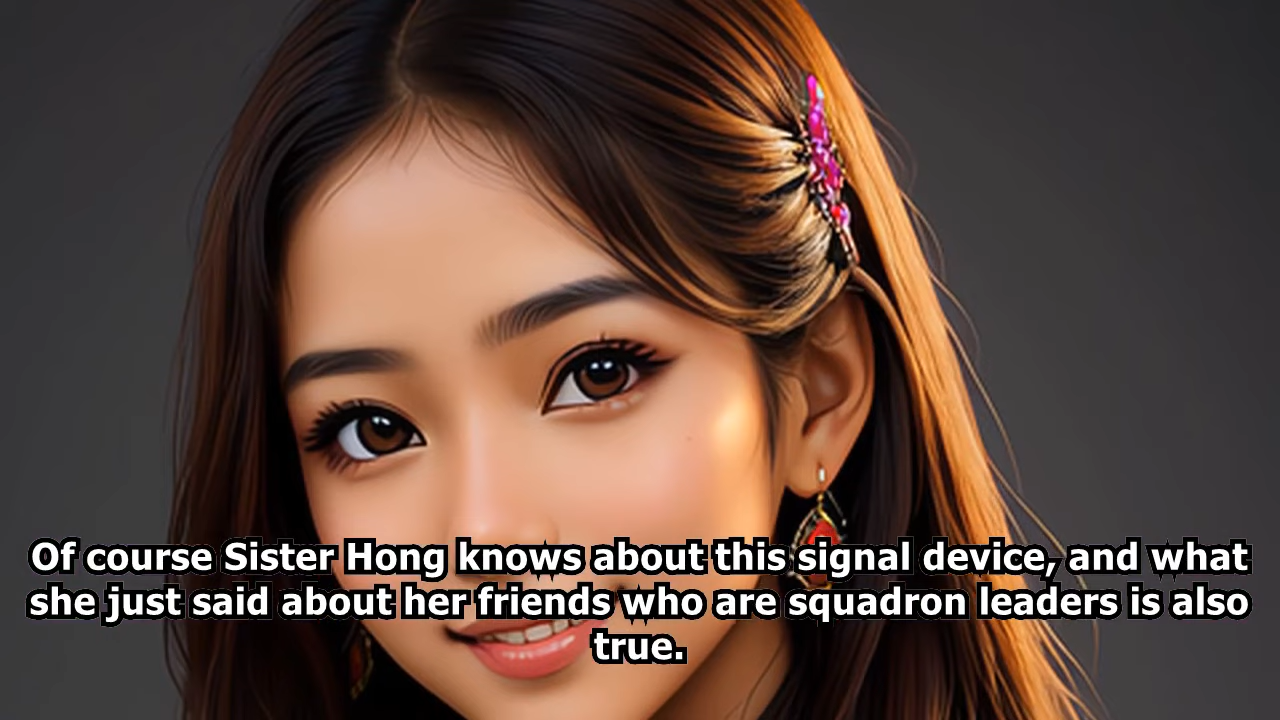 Of course Sister Hong knows about this signal device, and what
she just said about her friends who are squadron leaders is also
true.